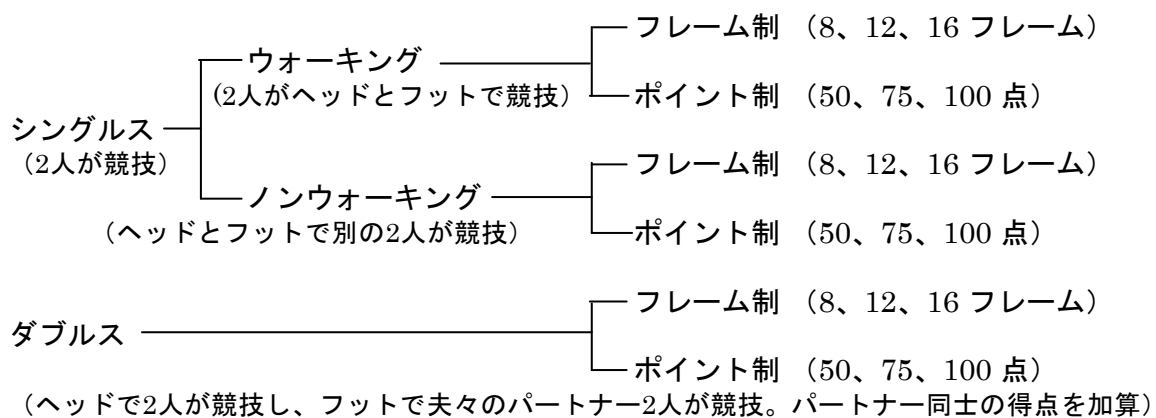 フレーム制 （8、12、16 フレーム）
ウォーキング
(2人がヘッドとフットで競技）
ポイント制 （50、75、100 点）
シングルス
（2人が競技）
フレーム制 （8、12、16 フレーム）
ノンウォーキング
（ヘッドとフットで別の2人が競技）
ポイント制 （50、75、100 点）
フレーム制 （8、12、16 フレーム）
ダブルス
ポイント制 （50、75、100 点）
（ヘッドで2人が競技し、フットで夫々のパートナー2人が競技。パートナー同士の得点を加算）